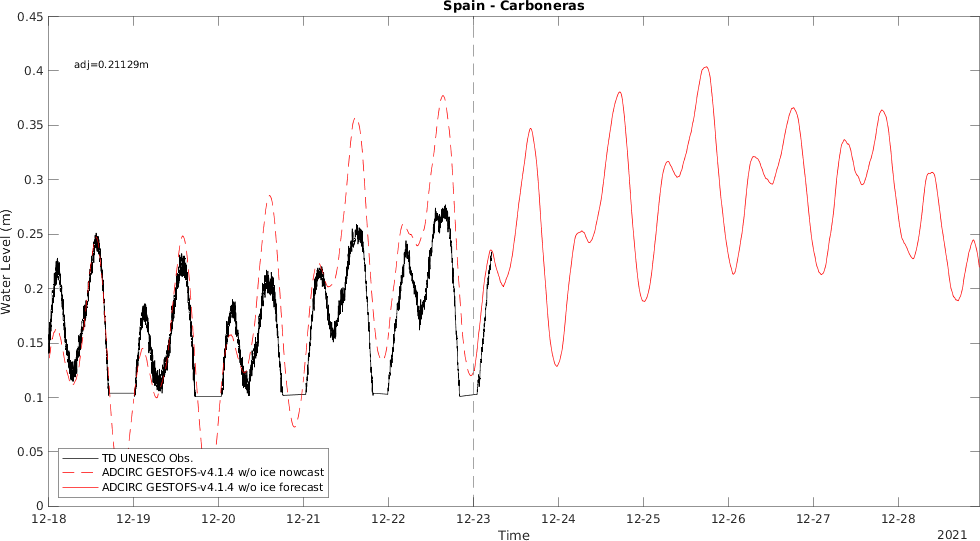 Spain - Carboneras
0.45
adj=0.21129m
0.4
0.35
0.3
0.25
Water Level (m)
0.2
0.15
0.1
0.05
0
TD UNESCO Obs.
ADCIRC GESTOFS-v4.1.4 w/o ice nowcast
ADCIRC GESTOFS-v4.1.4 w/o ice forecast
12-18 12-19 12-20 12-21 12-22 12-23 12-24 12-25 12-26 12-27 12-28
Time
2021